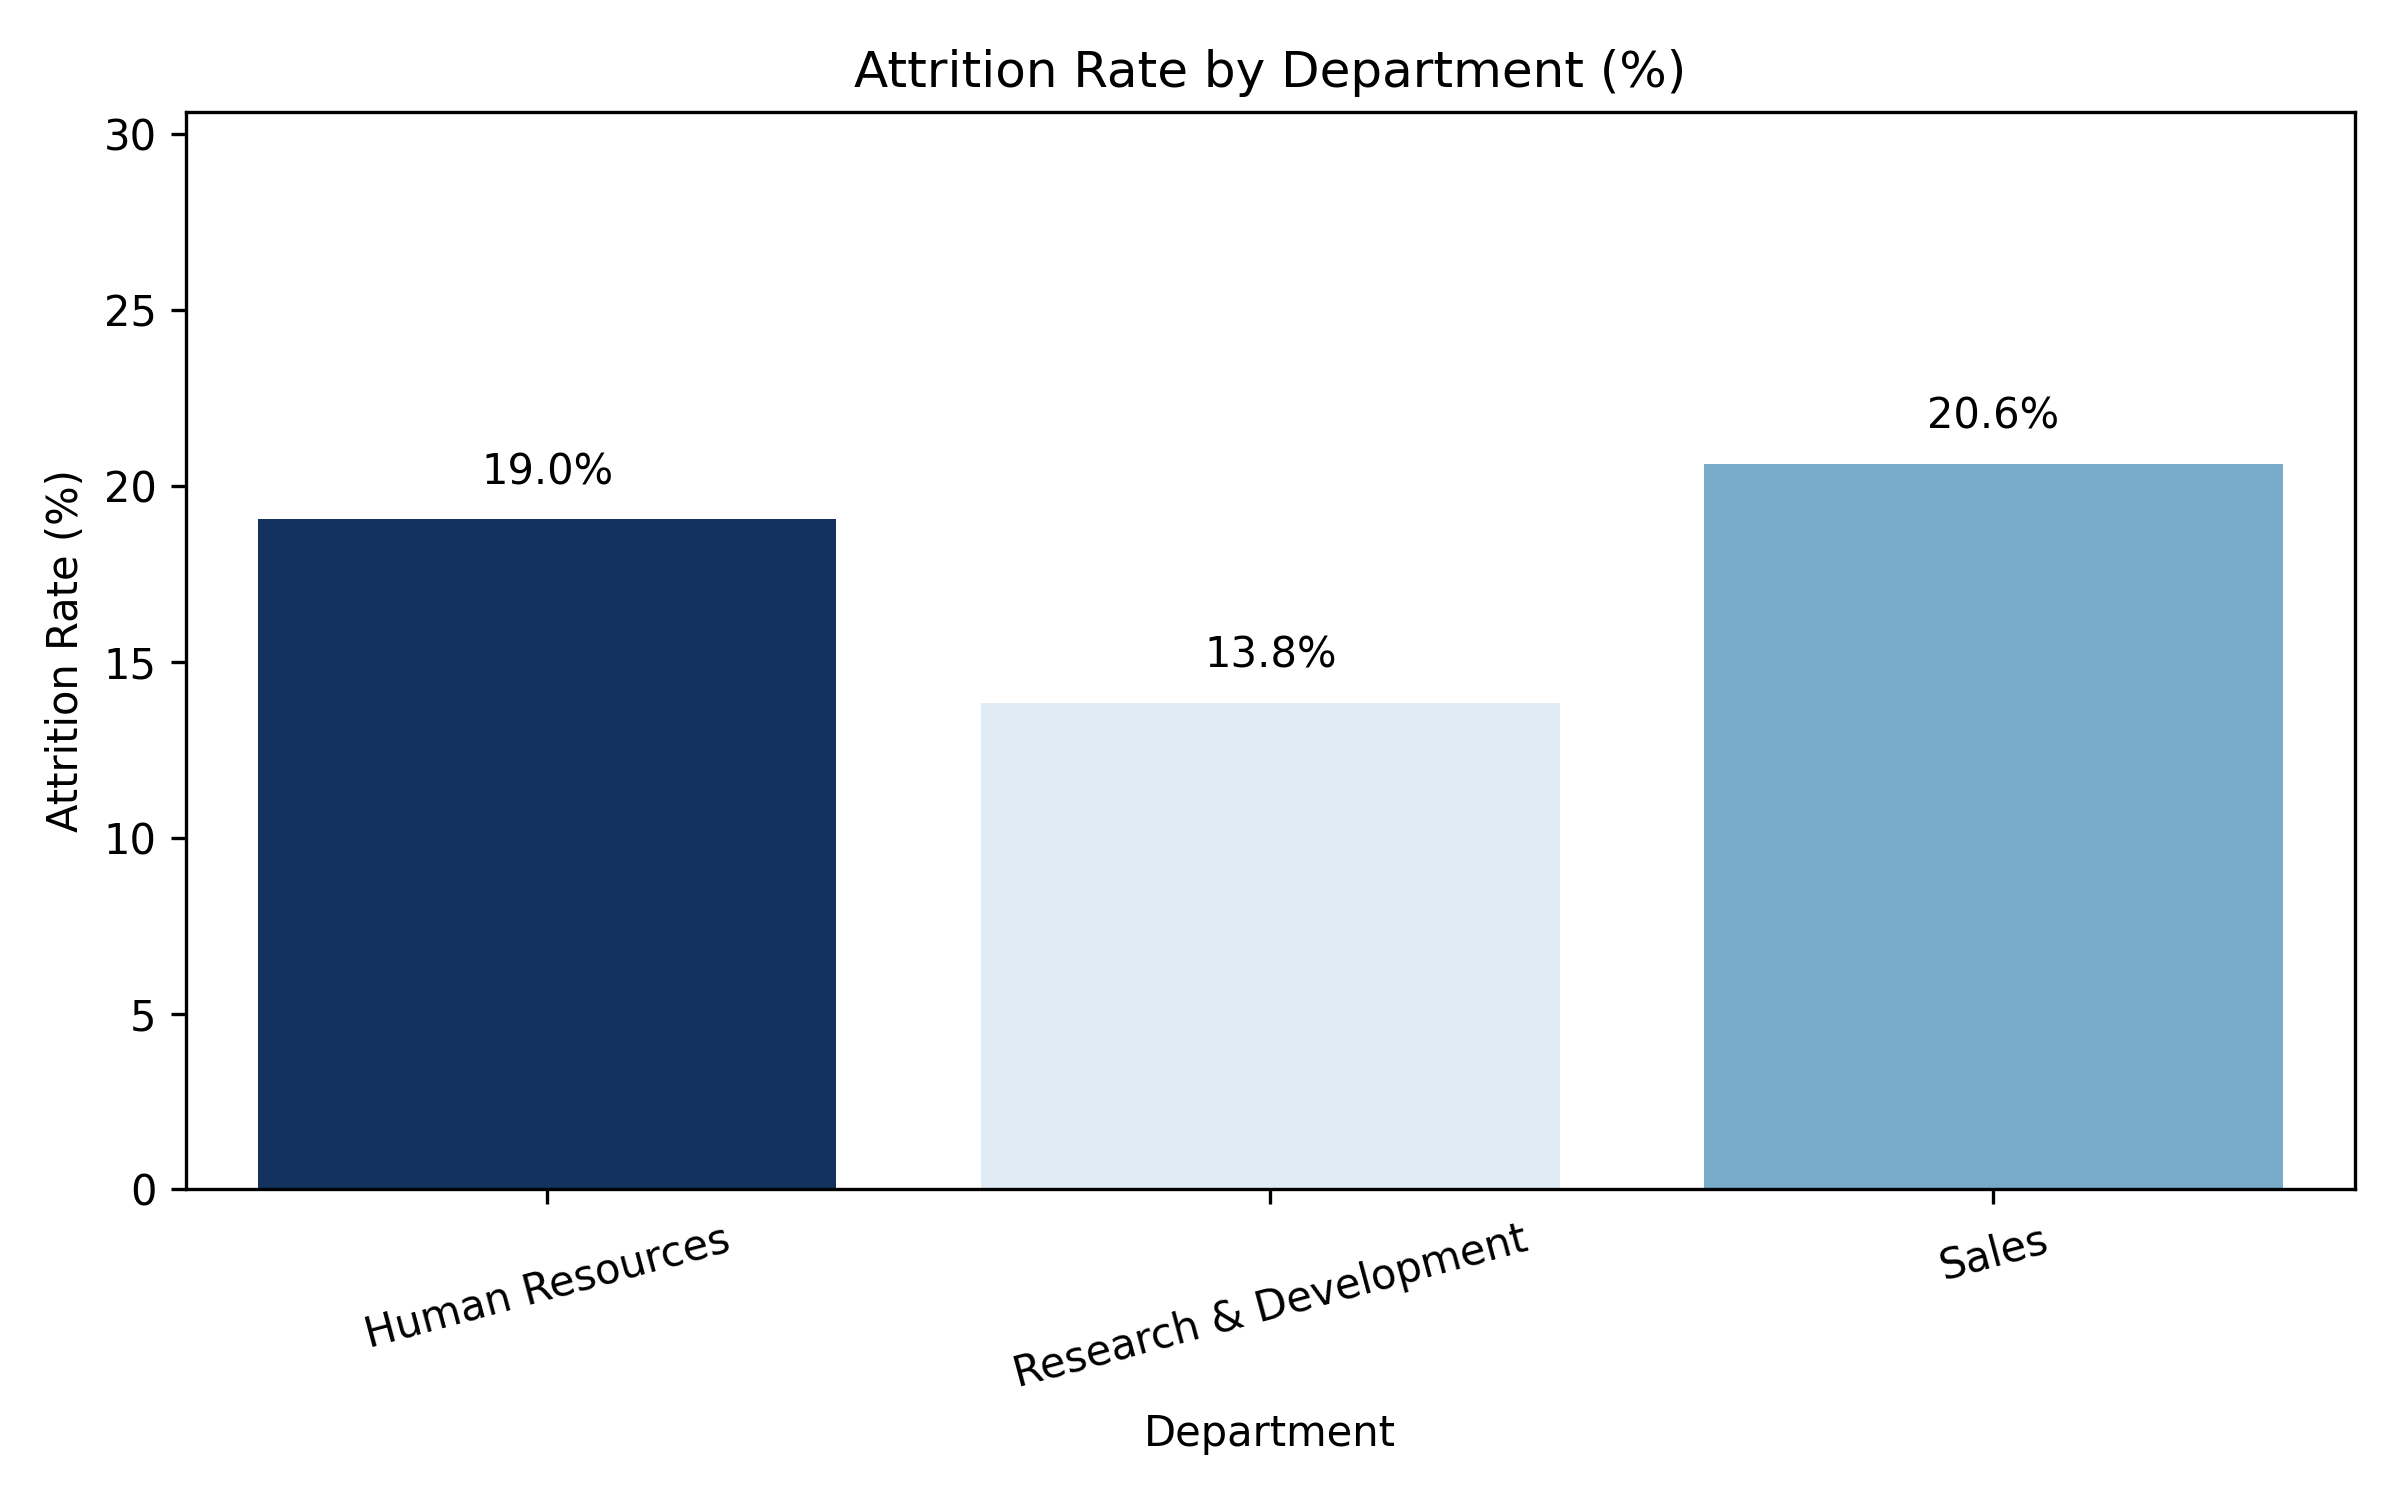 Attrition Rate by Department (%)
30
25
20
15
10
5
0
Attrition Rate (%)
19.0%
13.8%
20.6%
Human Resources
Research & Development
Sales
Department